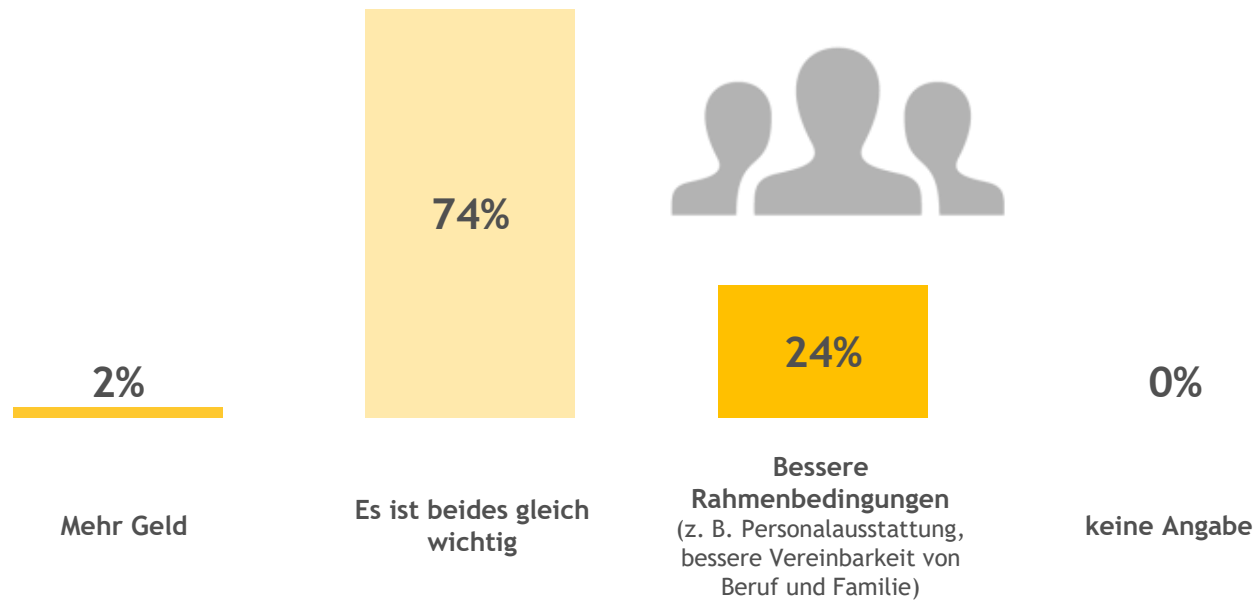 2%
74%
24%
0%
Mehr Geld
Es ist beides gleich
wichtig
Bessere
Rahmenbedingungen
(z. B. Personalausstattung,
bessere Vereinbarkeit von
Beruf und Familie)
keine Angabe